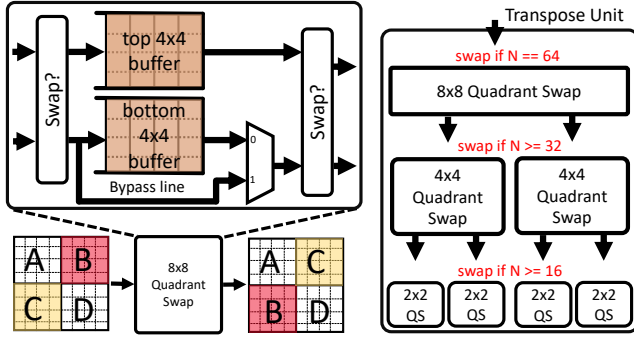 Swap?
top 4x4
buffer
bottom
4x4
buffer
Bypass line
0
1
Swap?
A
B
C
D
8x8
Quadrant
Swap
A
C
B
D
Transpose Unit
swap if N == 64
8x8 Quadrant Swap
swap if N >= 32
4x4
Quadrant
Swap
4x4
Quadrant
Swap
swap if N >= 16
2x2
QS
2x2
QS
2x2
QS
2x2
QS